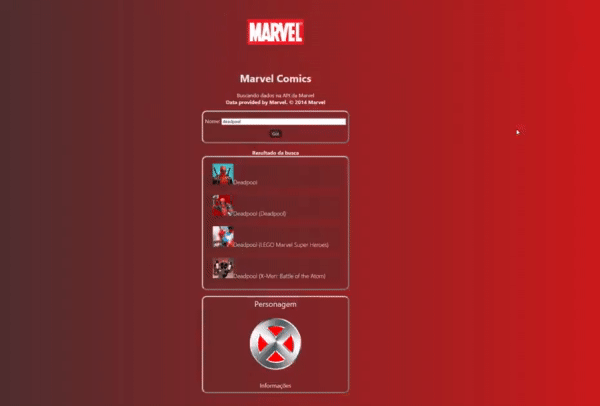 MARVEL
Marvel Comics
Buscando dados na API da Marvel
Data provided by Marvel. © 2014 Marvel
Nome: deadpool
Resultado da busca
Deadpool
Deadpool (Deadpool)
Deadpool (LEGO Marvel Super Heroes)
Deadpool (X-Men: Battle of the Atom)
Personagem
Informações